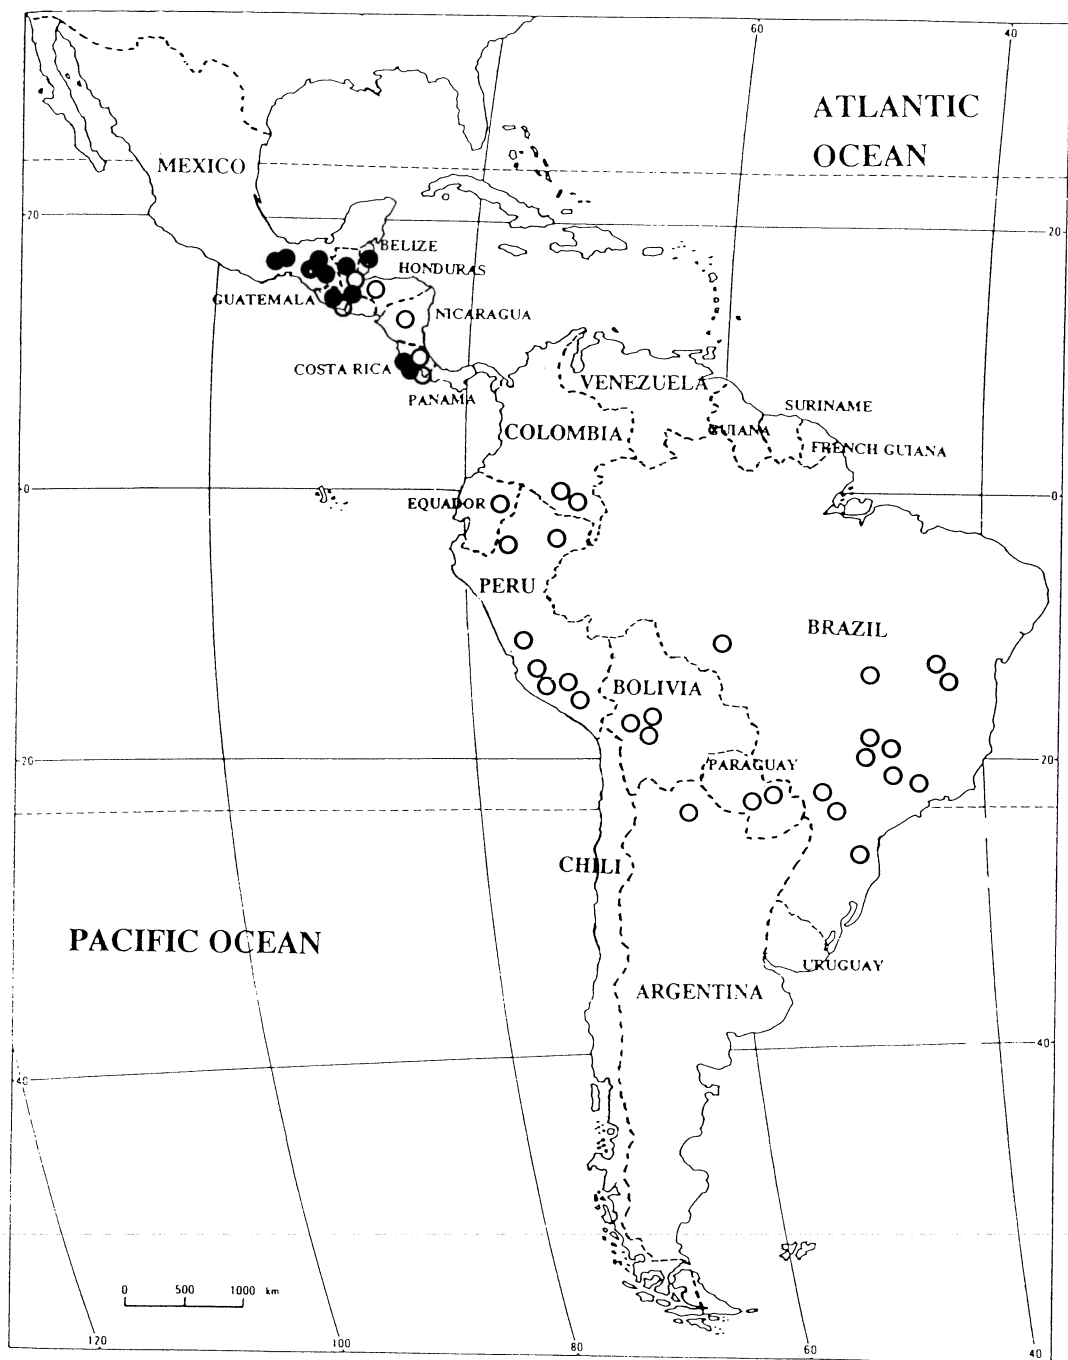 60
40
ATLANTIC
OCEAN
MEXICO
20
20
BELIZE
HONDURAS
GUATEMALA
NICARAGUA
COSTA RICA
PANAMA
VENEZUELA
SURINAME
COLOMBIA
GUIANA
FRENCH GUIANA
0
EQUADOR
0
PERU
BRAZIL
BOLIVIA
20
PARAGUAY
20
CHILI
PACIFIC OCEAN
URUGUAY
ARGENTINA
40
40
0 500 1000 km
120
100
80
60
40